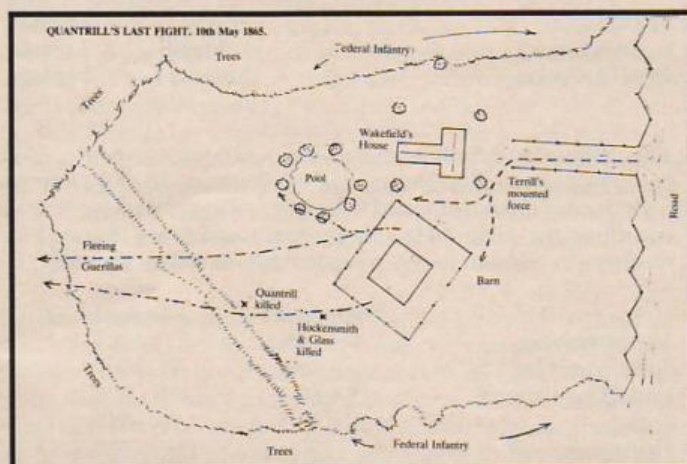 QUANTRILL'S LAST FIGHT. 10th May 1865.
Trees
Federal Infantry
Trees
Wakefield's
House
Pool
Terrill's
mounted
force
Road
Fleeing
Guerillas
Barn
Quantrill
killed
Hockensmith
& Glass
killed
Trees
Trees
Federal Infantry